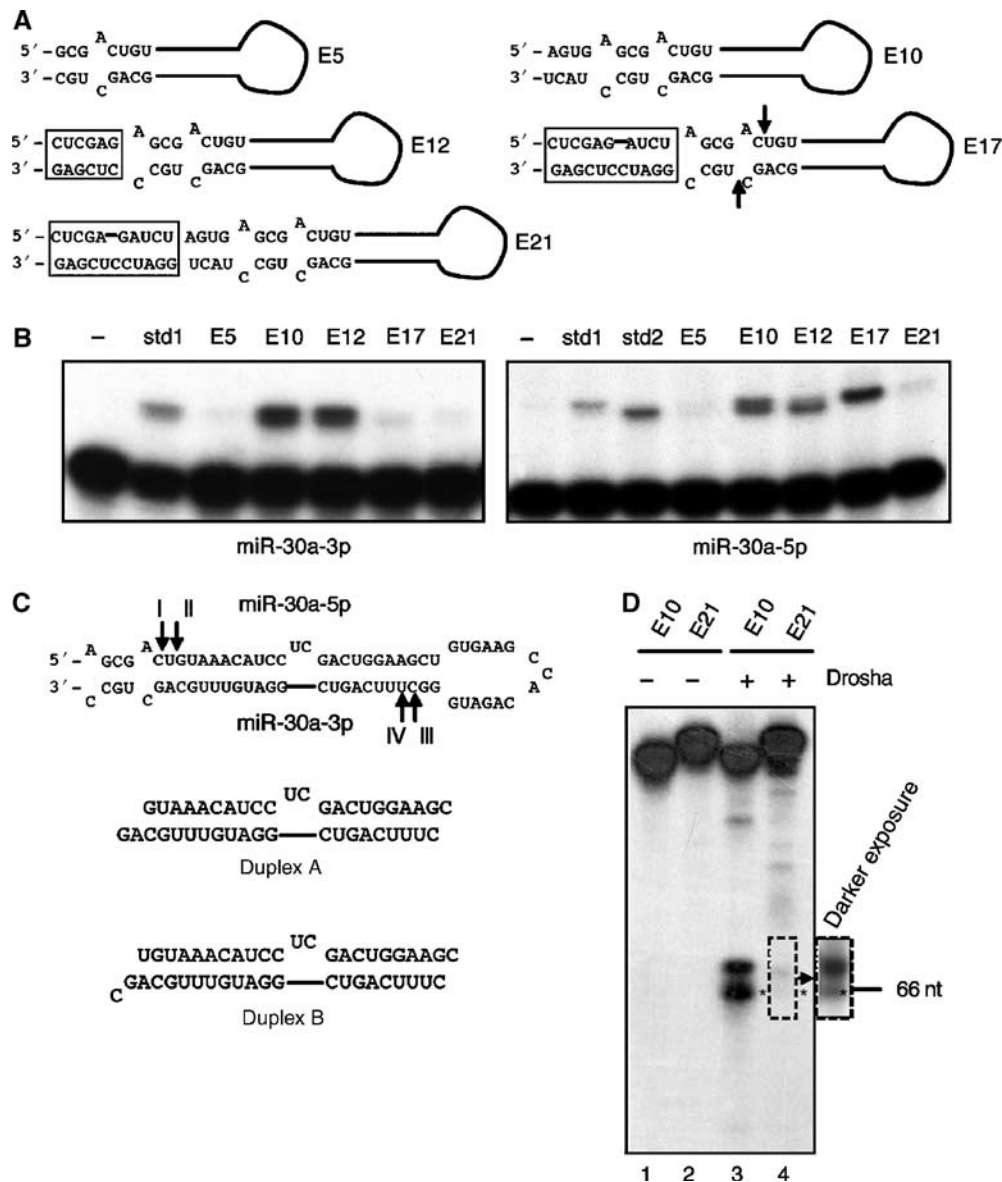 A
5′ - GCG A CUGU
3′ - CGU C GACG
E5
5′ - AGUG A GCG A CUGU
3′ - UCAU C CGU C GACG
E10
5′ - CUCGAG A GCG A CUGU
3′ - GAGCUC C CGU C GACG
E12
5′ - CUCGAG-AUCU A GCG A CUGU
3′ - GAGCUCCUAGG C CGU C GACG
E17
5′ - CUCGA-GAUCU AGUG A GCG A CUGU
3′ - GAGCUCCUAGG UCAU C CGU C GACG
E21
B
– std1 E5 E10 E12 E17 E21
miR-30a-3p
– std1 std2 E5 E10 E12 E17 E21
miR-30a-5p
C
I II miR-30a-5p
5′ - A GCG A CUGUAAACAUCC UC GACUGGAAGCU GUGAAG C C A
3′ - C CGU C GACGUUUGUAGG CUGACUUUCGG GUAGAC
miR-30a-3p IV III
GUAAACAUCC UC GACUGGAAGC
GACGUUUGUAGG CUGACUUUC
Duplex A
UGUAAACAUCC UC GACUGGAAGC
C GACGUUUGUAGG CUGACUUUC
Duplex B
D
E10 E21 E10 E21
– – + + Drosha
Darker exposure
* * *
66 nt
1 2 3 4